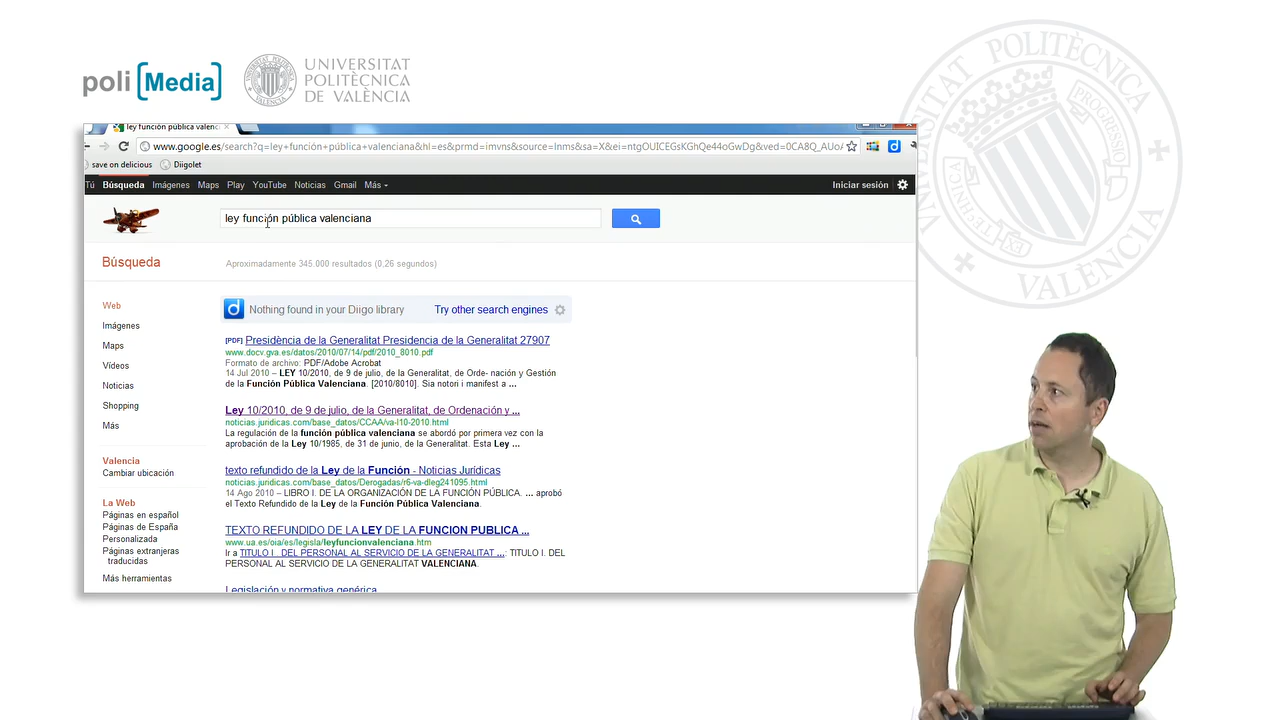 poli [Media]
UNIVERSITAT
POLITÈCNICA
DE VALÈNCIA
UNIVERSITAT POLITÈCNICA
VALÈNCIA
PROGRESSIO
ET
EX
TECHNICA
ley función pública valenc
www.google.es/search?q=ley+función+pública+valenciana&hl=es&prmd=imvns&source=lnms&sa=X&ei=ntgOUICEGsKGhQe44oGwDg&ved=0CA8Q_AUoA
save on delicious
Diigolet
Tú Búsqueda Imágenes Maps Play YouTube Noticias Gmail Más
Iniciar sesión
ley función pública valenciana
Búsqueda
Aproximadamente 345.000 resultados (0,26 segundos)
Web
Imágenes
Maps
Vídeos
Noticias
Shopping
Más
Valencia
Cambiar ubicación
La Web
Páginas en español
Páginas de España
Personalizada
Páginas extranjeras
traducidas
Más herramientas
d Nothing found in your Diigo library Try other search engines
[PDF] Presidència de la Generalitat Presidencia de la Generalitat 27907
www.docv.gva.es/datos/2010/07/14/pdf/2010_8010.pdf
Formato de archivo: PDF/Adobe Acrobat
14 Jul 2010 – LEY 10/2010, de 9 de julio, de la Generalitat, de Orde- nación y Gestión
de la Función Pública Valenciana. [2010/8010]. Sia notori i manifest a ...
Ley 10/2010, de 9 de julio, de la Generalitat, de Ordenación y ...
noticias.juridicas.com/base_datos/CCAA/va-l10-2010.html
La regulación de la función pública valenciana se abordó por primera vez con la
aprobación de la Ley 10/1985, de 31 de junio, de la Generalitat. Esta Ley ...
texto refundido de la Ley de la Función - Noticias Jurídicas
noticias.juridicas.com/base_datos/Derogadas/r6-va-dleg241095.html
14 Ago 2010 – LIBRO I. DE LA ORGANIZACIÓN DE LA FUNCIÓN PÚBLICA. ... aprobó
el Texto Refundido de la Ley de la Función Pública Valenciana.
TEXTO REFUNDIDO DE LA LEY DE LA FUNCION PUBLICA ...
www.ua.es/oia/es/legisla/leyfuncionvalenciana.htm
Ir a TITULO I . DEL PERSONAL AL SERVICIO DE LA GENERALITAT ...: TITULO I. DEL
PERSONAL AL SERVICIO DE LA GENERALITAT VALENCIANA.
Legislación y normativa genérica